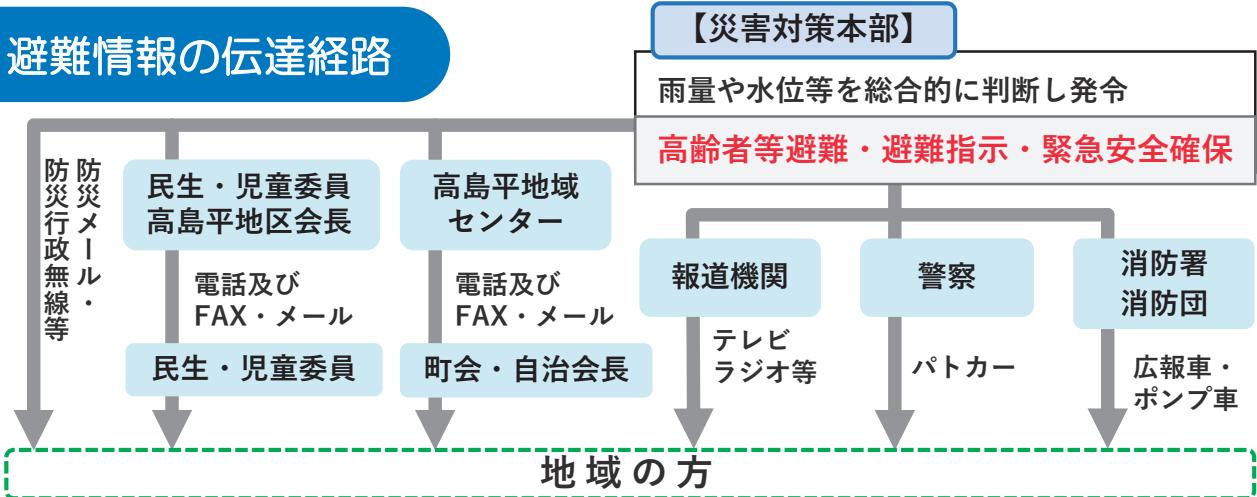 避難情報の伝達経路
【災害対策本部】
雨量や水位等を総合的に判断し発令
高齢者等避難・避難指示・緊急安全確保
防災メール・
防災行政無線等
民生・児童委員
高島平地区会長
電話及び
FAX・メール
民生・児童委員
高島平地域
センター
電話及び
FAX・メール
町会・自治会長
報道機関
テレビ
ラジオ等
警察
パトカー
消防署
消防団
広報車・
ポンプ車
地域の方